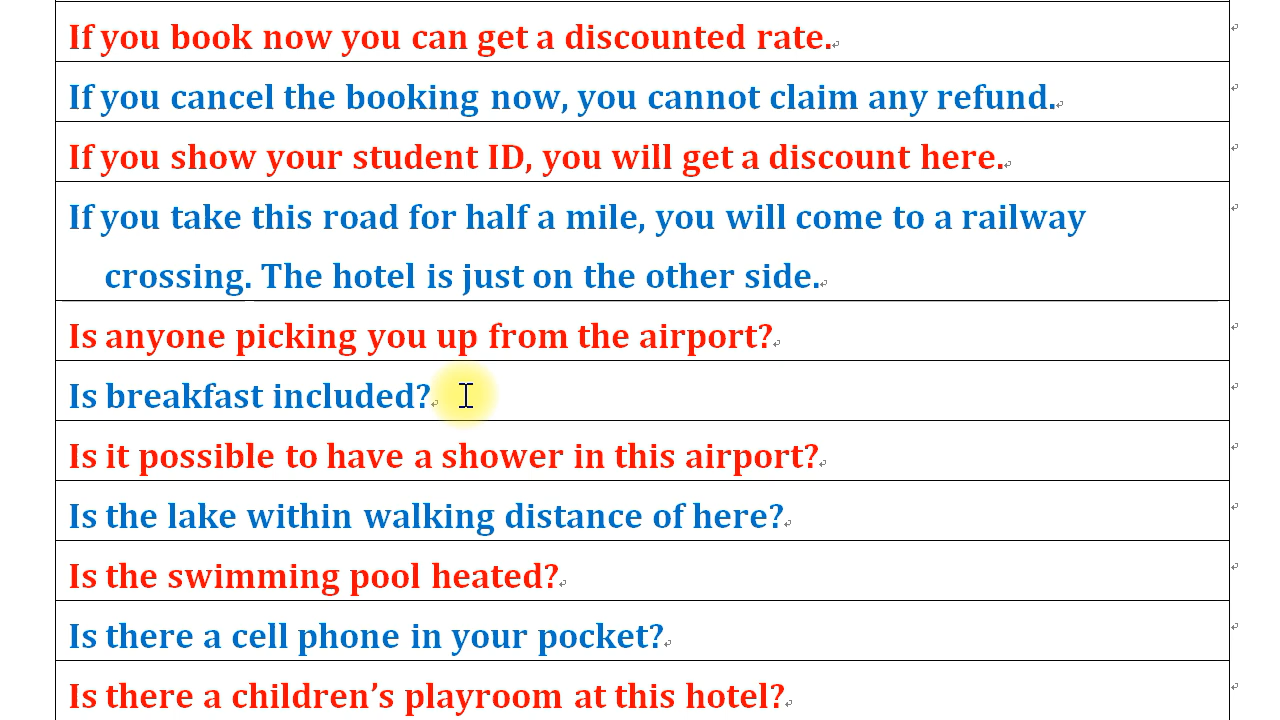 If you book now you can get a discounted rate.
If you cancel the booking now, you cannot claim any refund.
If you show your student ID, you will get a discount here.
If you take this road for half a mile, you will come to a railway
crossing. The hotel is just on the other side.
Is anyone picking you up from the airport?
Is breakfast included?
Is it possible to have a shower in this airport?
Is the lake within walking distance of here?
Is the swimming pool heated?
Is there a cell phone in your pocket?
Is there a children’s playroom at this hotel?